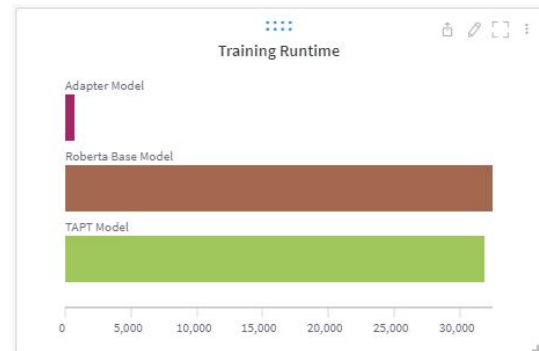 Training Runtime
Adapter Model
Roberta Base Model
TAPT Model
0 5,000 10,000 15,000 20,000 25,000 30,000